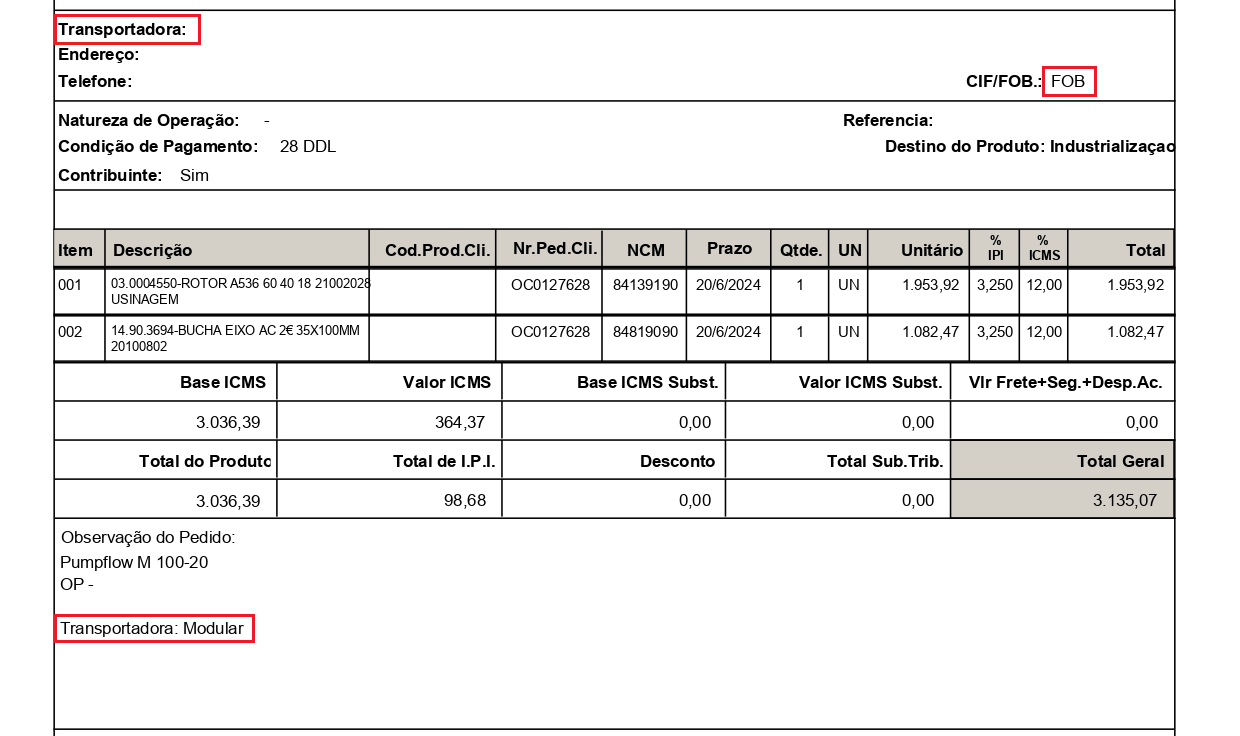 Transportadora:
Endereço:
Telefone: CIF/FOB.: FOB
Natureza de Operação: - Referencia:
Condição de Pagamento: 28 DDL Destino do Produto: Industrializaçao
Contribuinte: Sim
Item Descrição Cod.Prod.Cli. Nr.Ped.Cli. NCM Prazo Qtde. UN Unitário % IPI % ICMS Total
001 03.0004550-ROTOR A536 60 40 18 21002028 OC0127628 84139190 20/6/2024 1 UN 1.953,92 3,250 12,00 1.953,92
USINAGEM
002 14.90.3694-BUCHA EIXO AC 2€ 35X100MM OC0127628 84819090 20/6/2024 1 UN 1.082,47 3,250 12,00 1.082,47
20100802
Base ICMS Valor ICMS Base ICMS Subst. Valor ICMS Subst. Vlr Frete+Seg.+Desp.Ac.
3.036,39 364,37 0,00 0,00 0,00
Total do Produto Total de I.P.I. Desconto Total Sub.Trib. Total Geral
3.036,39 98,68 0,00 0,00 3.135,07
Observação do Pedido:
Pumpflow M 100-20
OP -
Transportadora: Modular